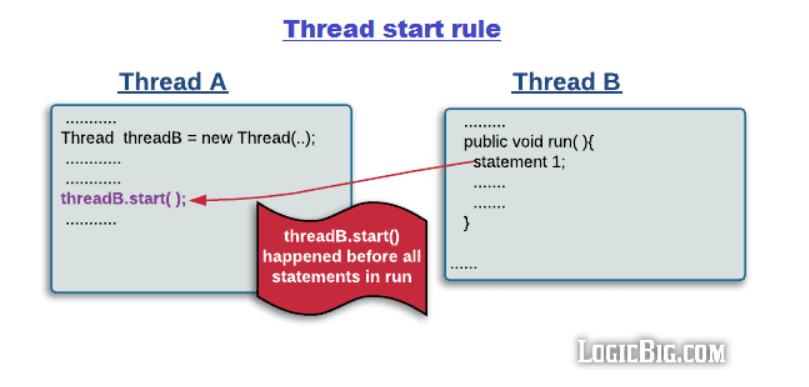 Thread start rule
Thread A
...........
Thread threadB = new Thread(..);
............
............
threadB.start( );
...........
Thread B
.........
public void run( ){
statement 1;
.......
.......
}
......
threadB.start()
happened before all
statements in run
LogicBig.com